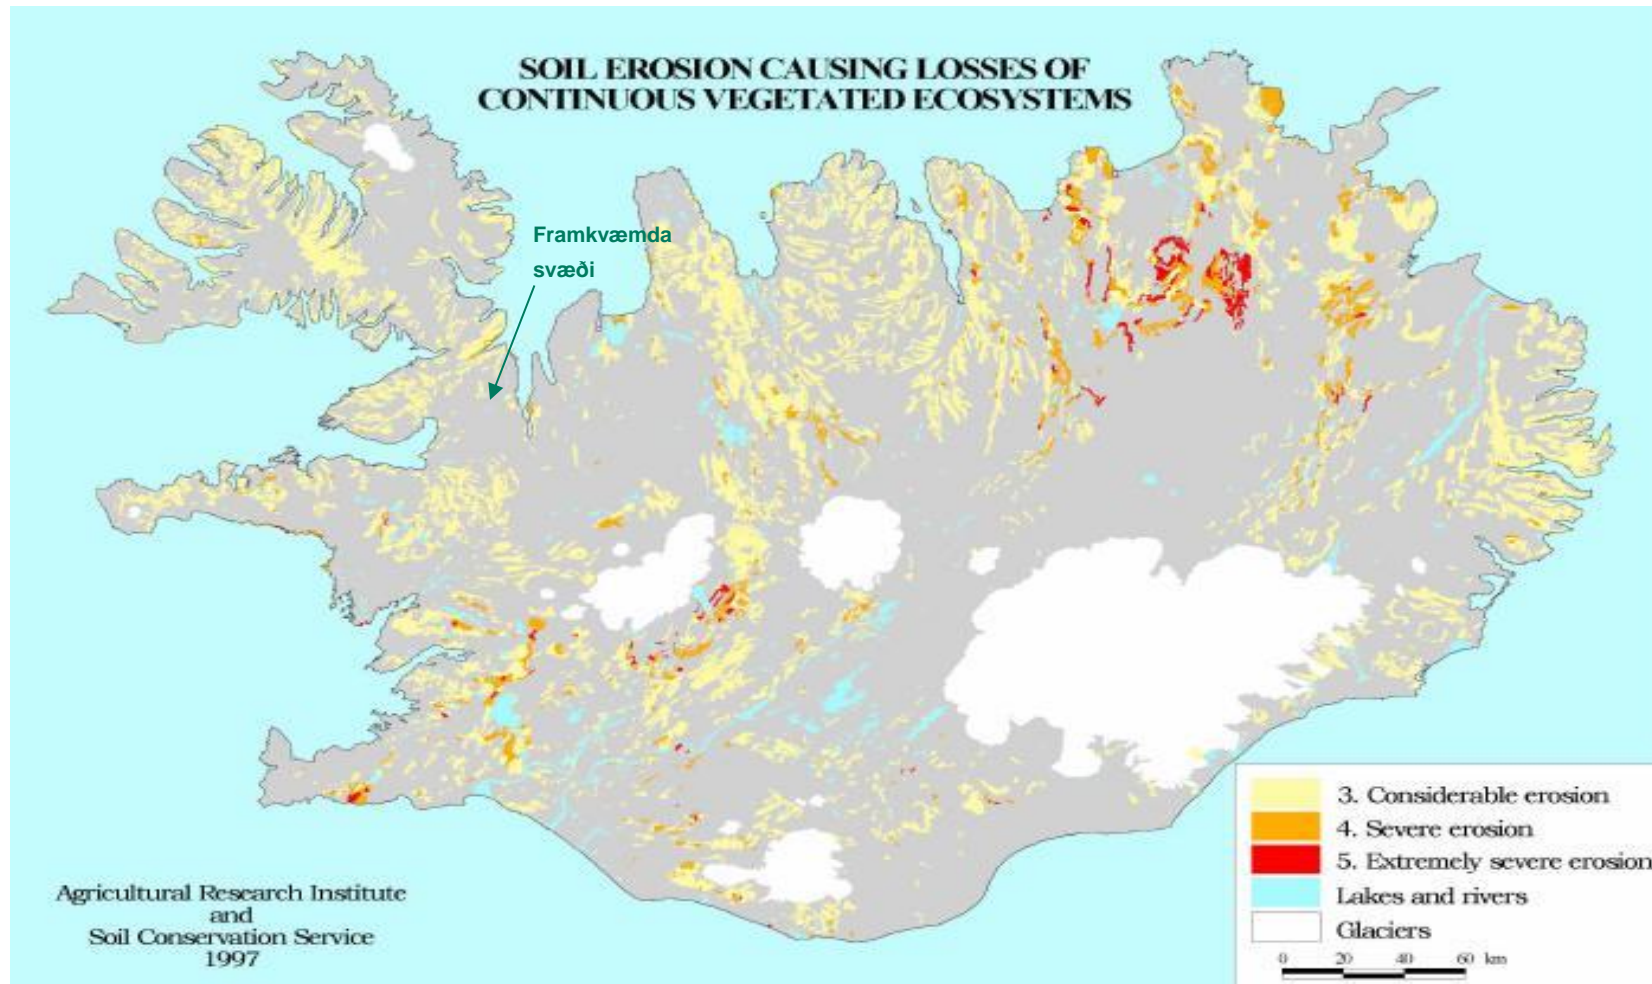 SOIL EROSION CAUSING LOSSES OF
CONTINUOUS VEGETATED ECOSYSTEMS
Framkvæmda
svæði
3. Considerable erosion
4. Severe erosion
5. Extremely severe erosion
Lakes and rivers
Glaciers
0 20 40 60 km
Agricultural Research Institute
and
Soil Conservation Service
1997